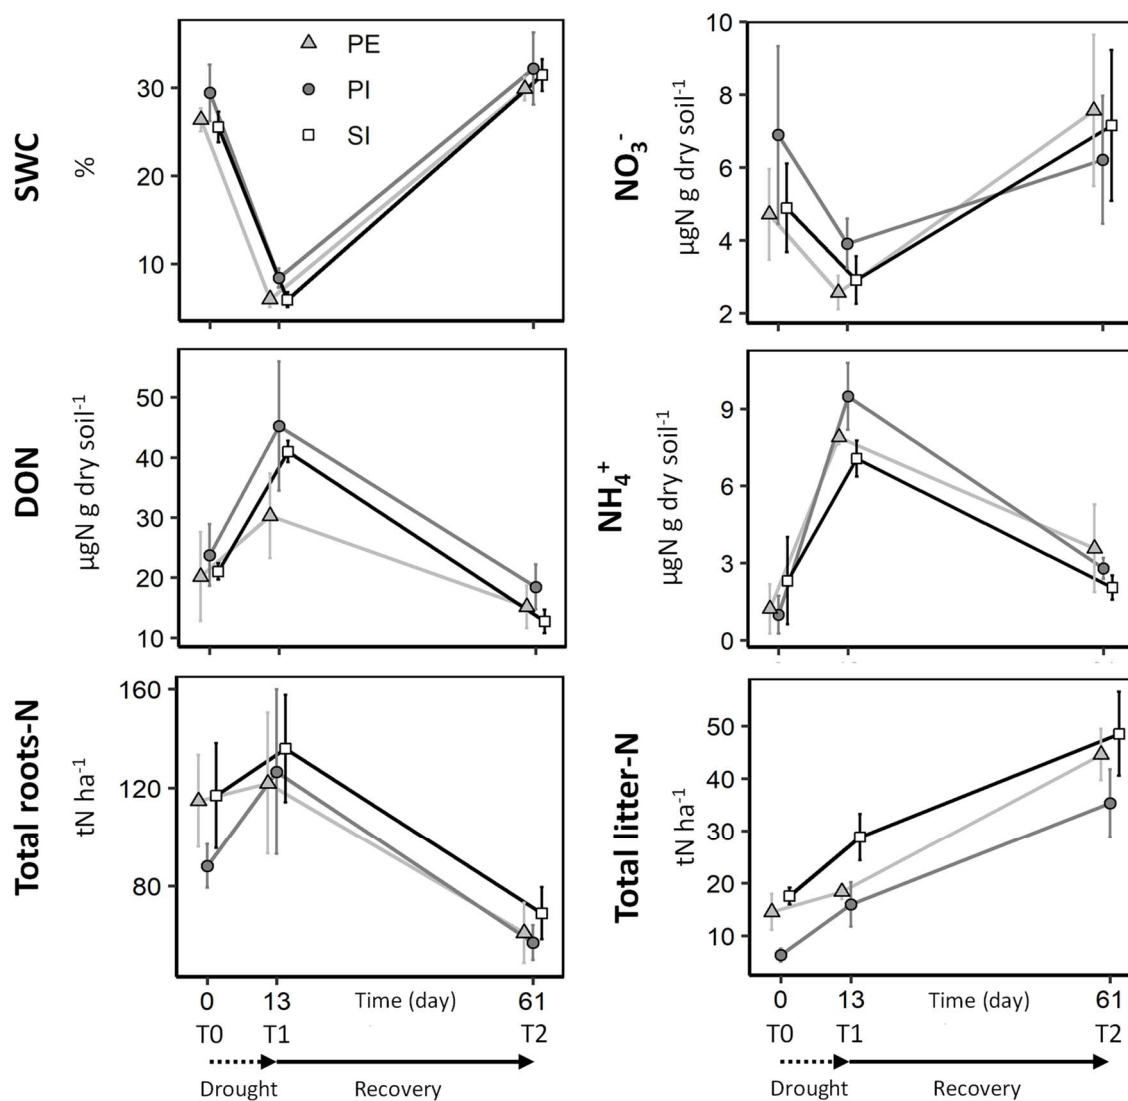 SWC
%
30
20
10
PE
PI
SI
NO₃⁻
µgN g dry soil⁻¹
10
8
6
4
2
DON
µgN g dry soil⁻¹
50
40
30
20
10
NH₄⁺
µgN g dry soil⁻¹
9
6
3
0
Total roots-N
tN ha⁻¹
160
120
80
0 13 Time (day) 61
T0 T1 T2
Drought Recovery
Total litter-N
tN ha⁻¹
50
40
30
20
10
0 13 Time (day) 61
T0 T1 T2
Drought Recovery